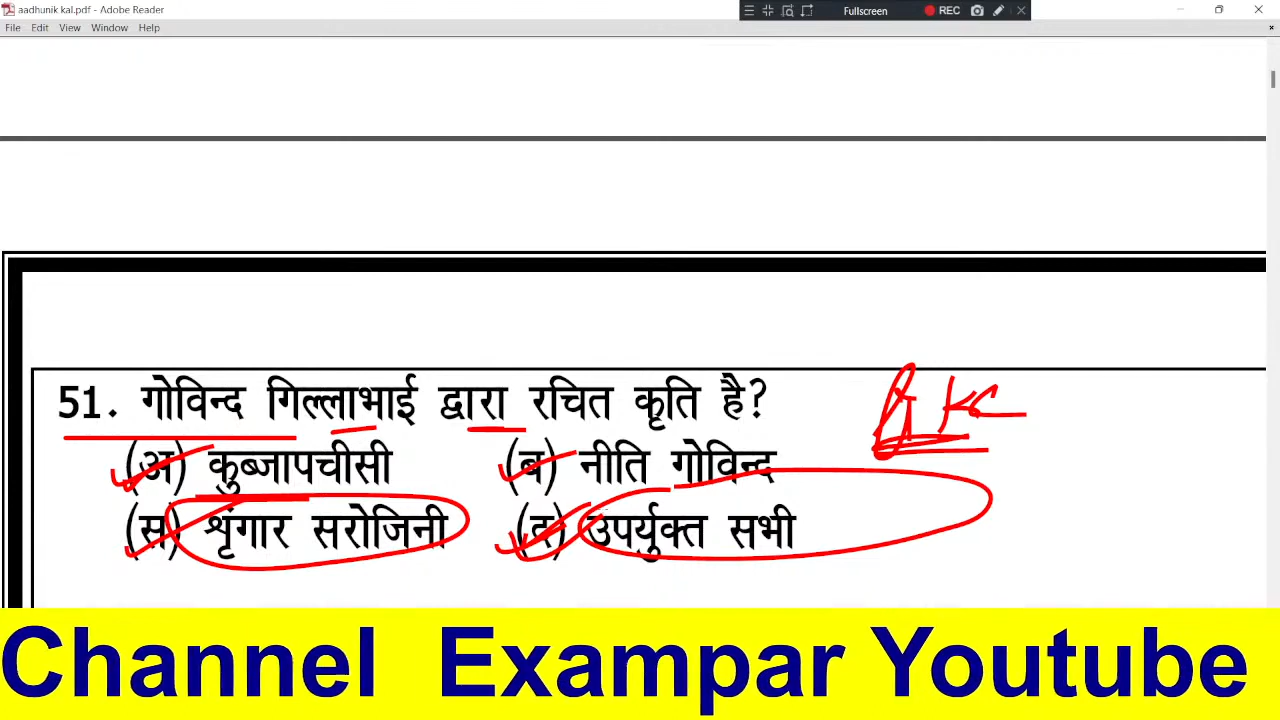 aadhunik kal.pdf - Adobe Reader
Fullscreen REC
File Edit View Window Help
51. गोविन्द गिल्लाभाई द्वारा रचित कृति है?
(अ) कुब्जापचीसी (ब) नीति गोविन्द
(स) शृंगार सरोजिनी (द) उपर्युक्त सभी
Channel Exampar Youtube